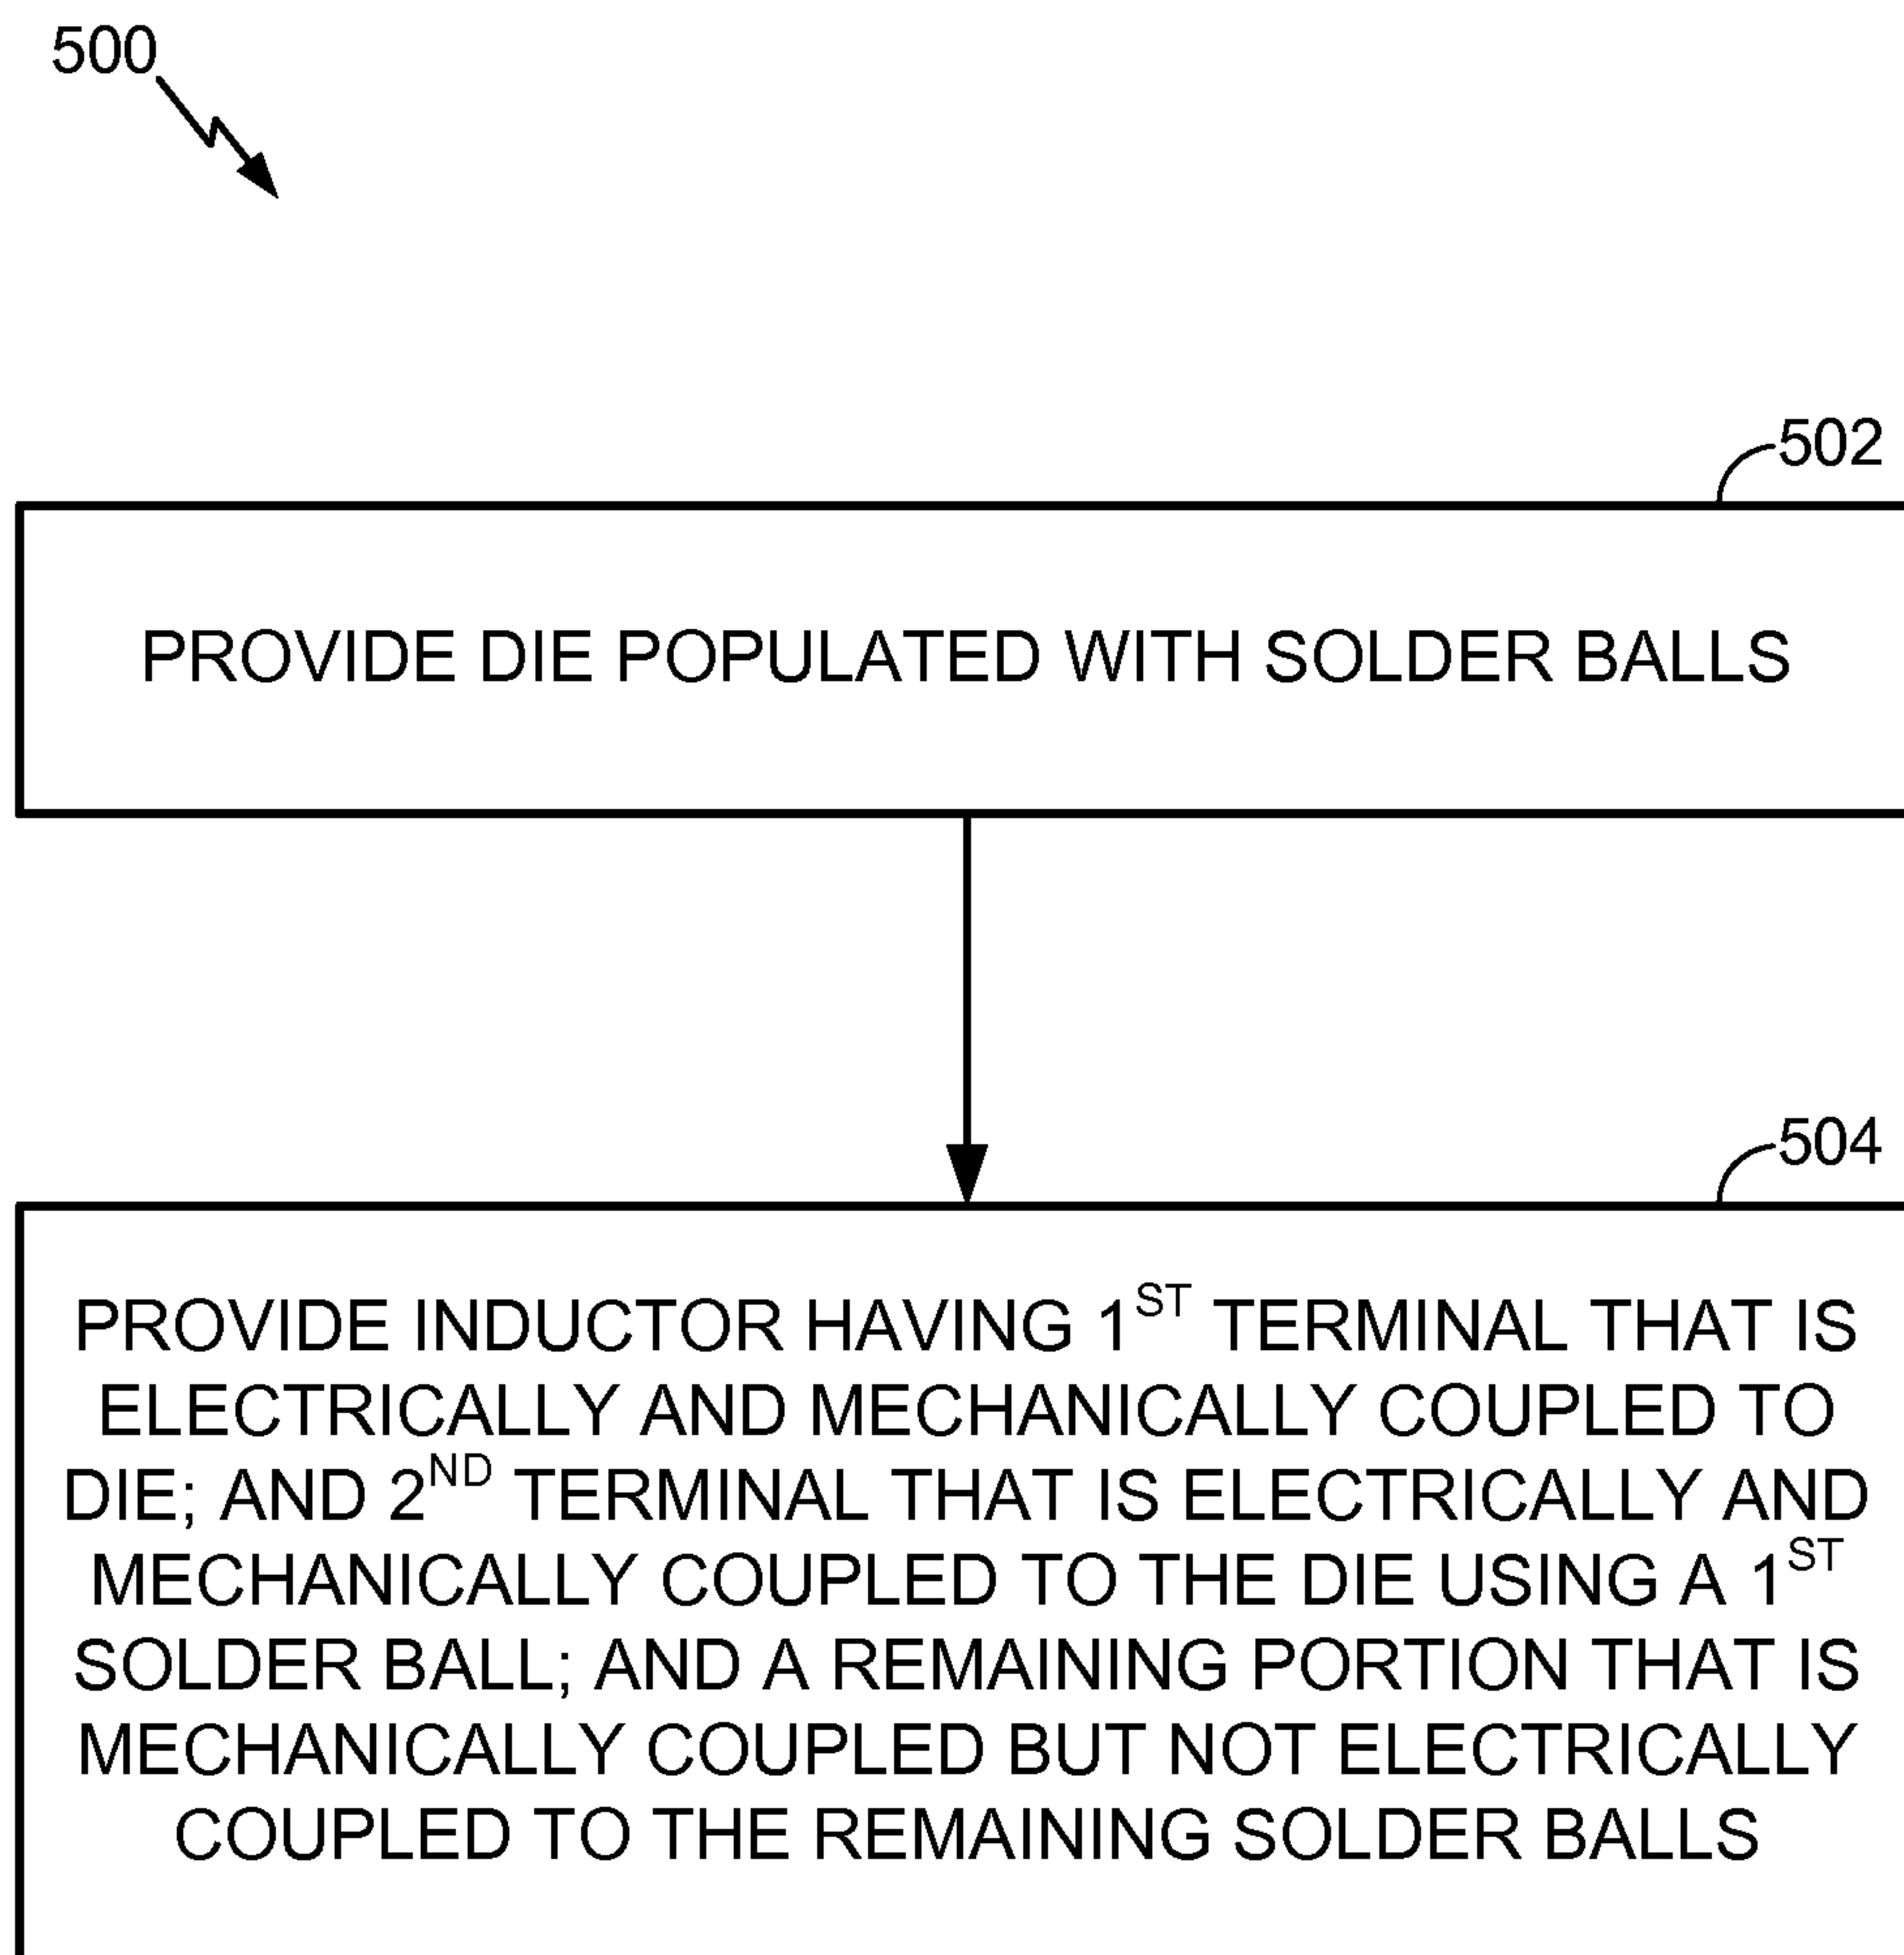 500
502
PROVIDE DIE POPULATED WITH SOLDER BALLS
504
PROVIDE INDUCTOR HAVING 1ST TERMINAL THAT IS
ELECTRICALLY AND MECHANICALLY COUPLED TO
DIE; AND 2ND TERMINAL THAT IS ELECTRICALLY AND
MECHANICALLY COUPLED TO THE DIE USING A 1ST
SOLDER BALL; AND A REMAINING PORTION THAT IS
MECHANICALLY COUPLED BUT NOT ELECTRICALLY
COUPLED TO THE REMAINING SOLDER BALLS